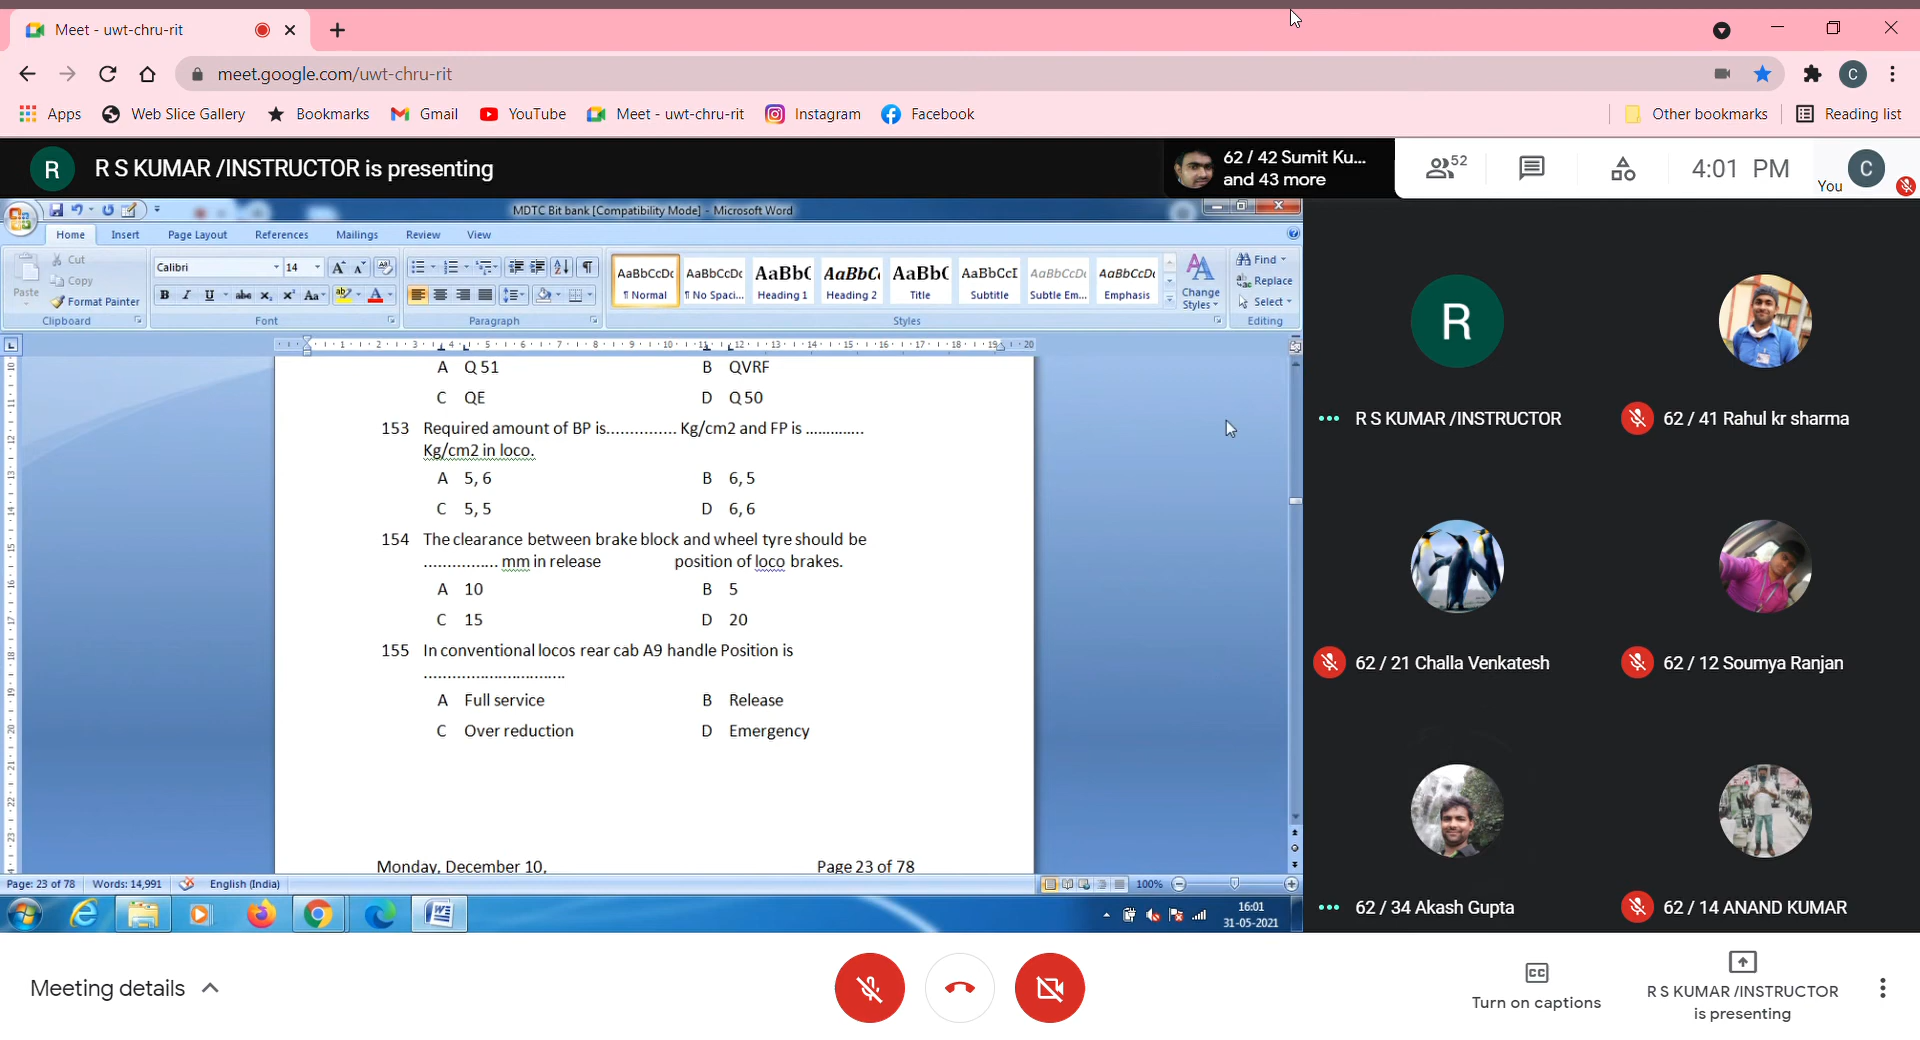 Meet - uwt-chru-rit
meet.google.com/uwt-chru-rit
C
Apps Web Slice Gallery Bookmarks Gmail YouTube Meet - uwt-chru-rit Instagram Facebook Other bookmarks Reading list
R R S KUMAR /INSTRUCTOR is presenting
62 / 42 Sumit Ku...
and 43 more
52
4:01 PM
You
C
MDTC Bit bank [Compatibility Mode] - Microsoft Word
Home Insert Page Layout References Mailings Review View
Paste
Cut
Copy
Format Painter
Clipboard
Calibri 14
Font
Paragraph
AaBbCcDc AaBbCcDc AaBbC AaBbCc AaBbC AaBbCcI AaBbCcDc AaBbCcDc
¶ Normal ¶ No Spaci... Heading 1 Heading 2 Title Subtitle Subtle Em... Emphasis
Styles
Change
Styles
Find
Replace
Select
Editing
A Q 51 B QVRF
C QE D Q 50
153 Required amount of BP is............... Kg/cm2 and FP is .............
Kg/cm2 in loco.
A 5, 6 B 6, 5
C 5, 5 D 6, 6
154 The clearance between brake block and wheel tyre should be
................ mm in release position of loco brakes.
A 10 B 5
C 15 D 20
155 In conventional locos rear cab A9 handle Position is
..............................
A Full service B Release
C Over reduction D Emergency
Monday, December 10, Page 23 of 78
Page: 23 of 78 Words: 14,991 English (India) 100%
16:01
31-05-2021
R
R S KUMAR /INSTRUCTOR
62 / 41 Rahul kr sharma
62 / 21 Challa Venkatesh
62 / 12 Soumya Ranjan
62 / 34 Akash Gupta
62 / 14 ANAND KUMAR
Meeting details
Turn on captions
R S KUMAR /INSTRUCTOR
is presenting